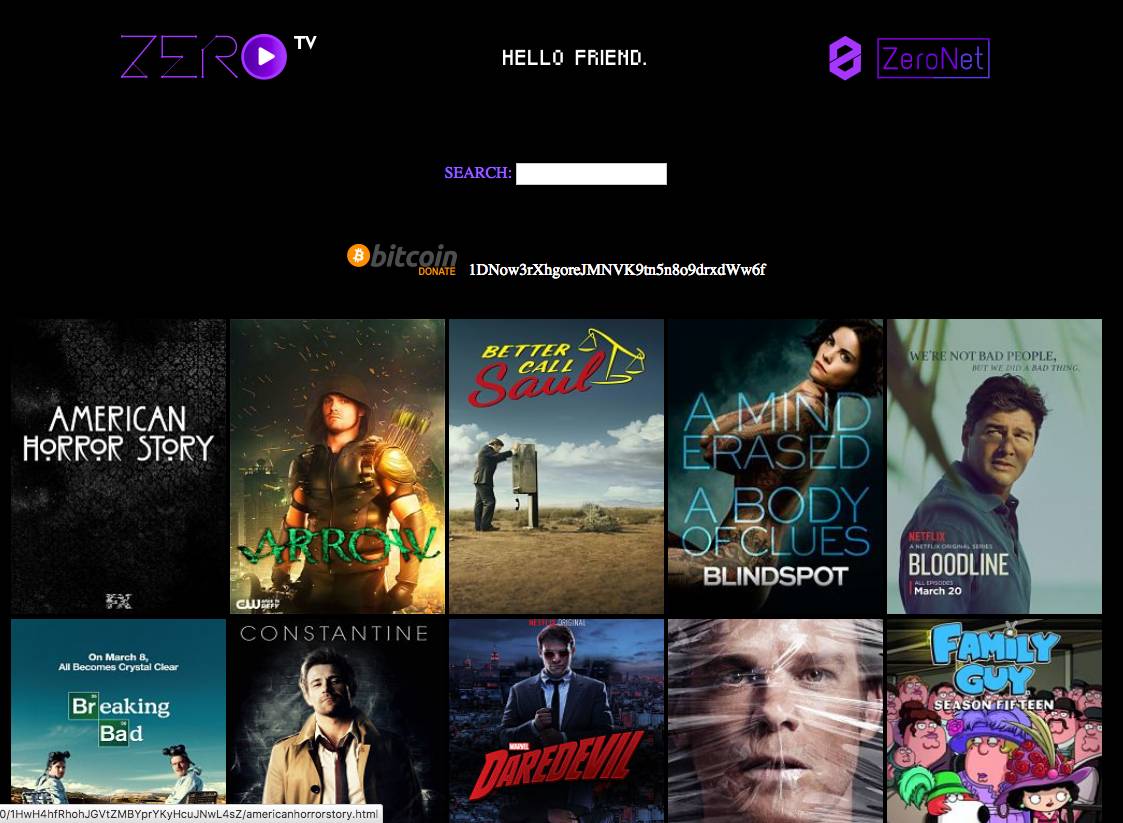 ZERO TV
HELLO FRIEND.
ZeroNet
SEARCH:
bitcoin
DONATE
1DNow3rXhgoreJMNVK9tn5n8o9drxdWw6f
AMERICAN
HORROR STORY
FX
ARROW
CW
BETTER
CALL
Saul
A MIND
ERASED
A BODY
OF CLUES
BLINDSPOT
WE'RE NOT BAD PEOPLE,
BUT WE DID A BAD THING.
NETFLIX
A NETFLIX ORIGINAL SERIES
BLOODLINE
ALL EPISODES
March 20
On March 8,
All Becomes Crystal Clear
Breaking
Bad
CONSTANTINE
NETFLIX ORIGINAL
MARVEL
DAREDEVIL
FAMILY
GUY
SEASON FIFTEEN
0/1HwH4hfRhohJGVtZMBYprYKyHcuJNwL4sZ/americanhorrorstory.html